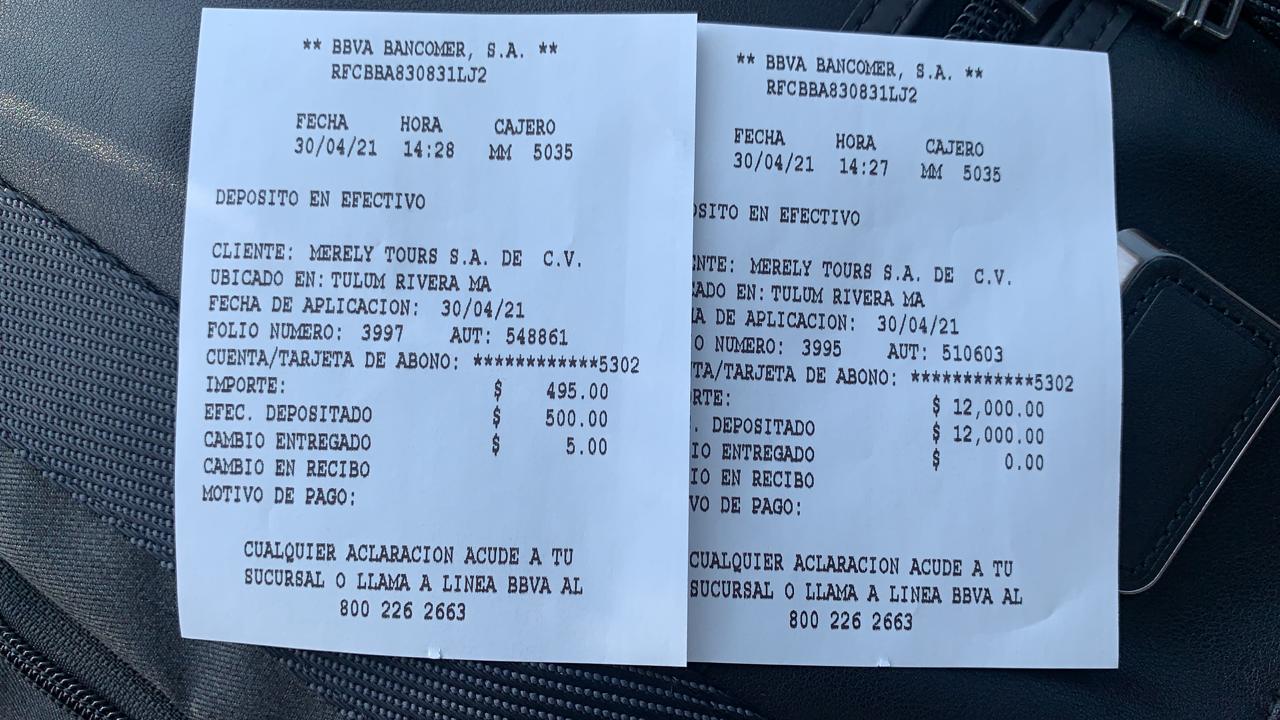 ** BBVA BANCOMER, S.A. **
RFCBBA830831LJ2
FECHA HORA CAJERO
30/04/21 14:28 MM 5035
DEPOSITO EN EFECTIVO
CLIENTE: MERELY TOURS S.A. DE C.V.
UBICADO EN: TULUM RIVERA MA
FECHA DE APLICACION: 30/04/21
FOLIO NUMERO: 3997 AUT: 548861
CUENTA/TARJETA DE ABONO: ************5302
IMPORTE: $ 495.00
EFEC. DEPOSITADO $ 500.00
CAMBIO ENTREGADO $ 5.00
CAMBIO EN RECIBO
MOTIVO DE PAGO:
CUALQUIER ACLARACION ACUDE A TU
SUCURSAL O LLAMA A LINEA BBVA AL
800 226 2663
** BBVA BANCOMER, S.A. **
RFCBBA830831LJ2
FECHA HORA CAJERO
30/04/21 14:27 MM 5035
OSITO EN EFECTIVO
ENTE: MERELY TOURS S.A. DE C.V.
CADO EN: TULUM RIVERA MA
HA DE APLICACION: 30/04/21
O NUMERO: 3995 AUT: 510603
TA/TARJETA DE ABONO: ************5302
RTE: $ 12,000.00
. DEPOSITADO $ 12,000.00
IO ENTREGADO $ 0.00
IO EN RECIBO
VO DE PAGO:
CUALQUIER ACLARACION ACUDE A TU
SUCURSAL O LLAMA A LINEA BBVA AL
800 226 2663